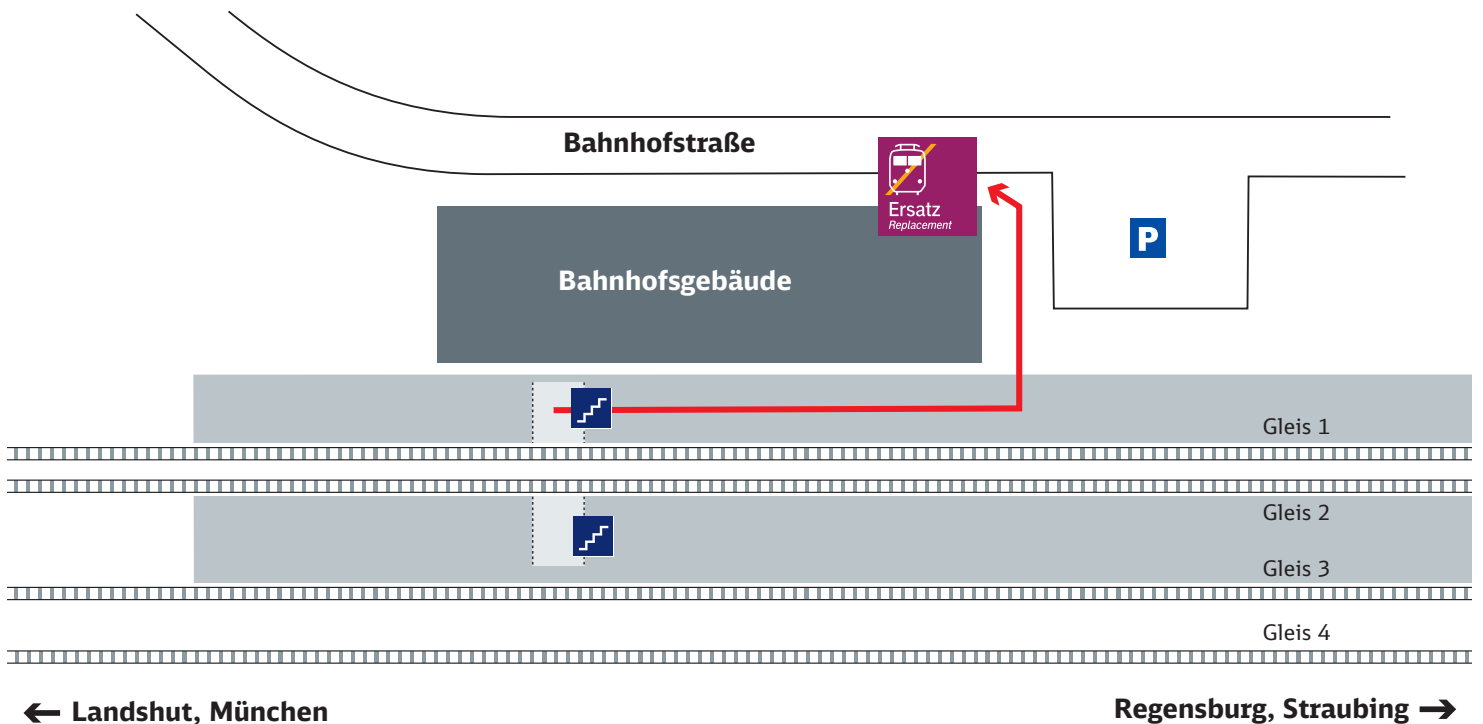 Bahnhofstraße
Ersatz
Replacement
P
Bahnhofsgebäude
Gleis 1
Gleis 2
Gleis 3
Gleis 4
← Landshut, München
Regensburg, Straubing →